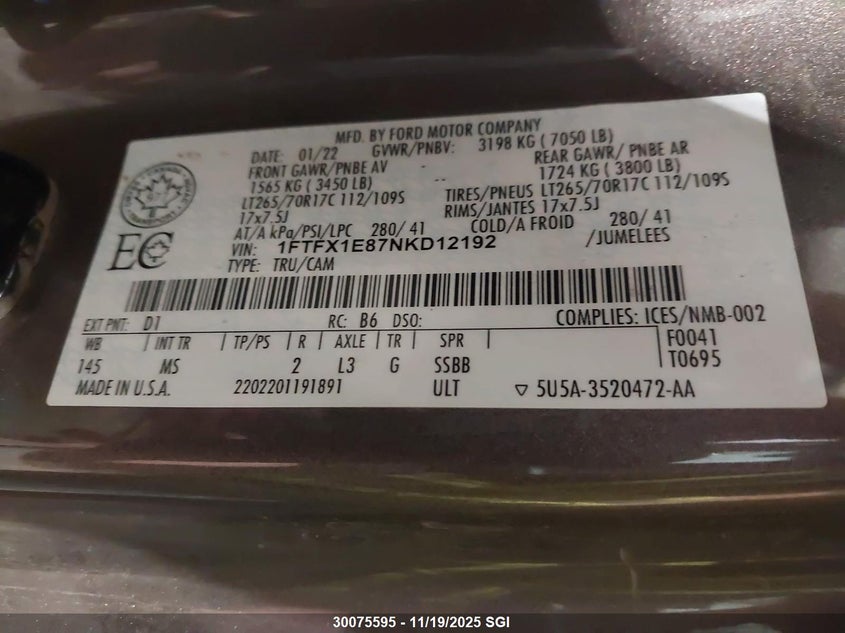 MFD. BY FORD MOTOR COMPANY
DATE: 01/22 GVWR/PNBV: 3198 KG ( 7050 LB)
FRONT GAWR/PNBE AV REAR GAWR/ PNBE AR
1565 KG ( 3450 LB) 1724 KG ( 3800 LB)
LT265/70R17C 112/109S TIRES/PNEUS LT265/70R17C 112/109S
17x7.5J RIMS/JANTES 17x7.5J
AT/A kPa/PSI/LPC 280/ 41 COLD/A FROID 280/ 41
VIN: 1FTFX1E87NKD12192 /JUMELEES
TYPE: TRU/CAM
EC
EXT PNT: D1 RC: B6 DSO: COMPLIES: ICES/NMB-002
WB INT TR TP/PS R AXLE TR SPR F0041
145 MS 2 L3 G SSBB T0695
MADE IN U.S.A. 2202201191891 ULT ▽ 5U5A-3520472-AA
30075595 - 11/19/2025 SGI